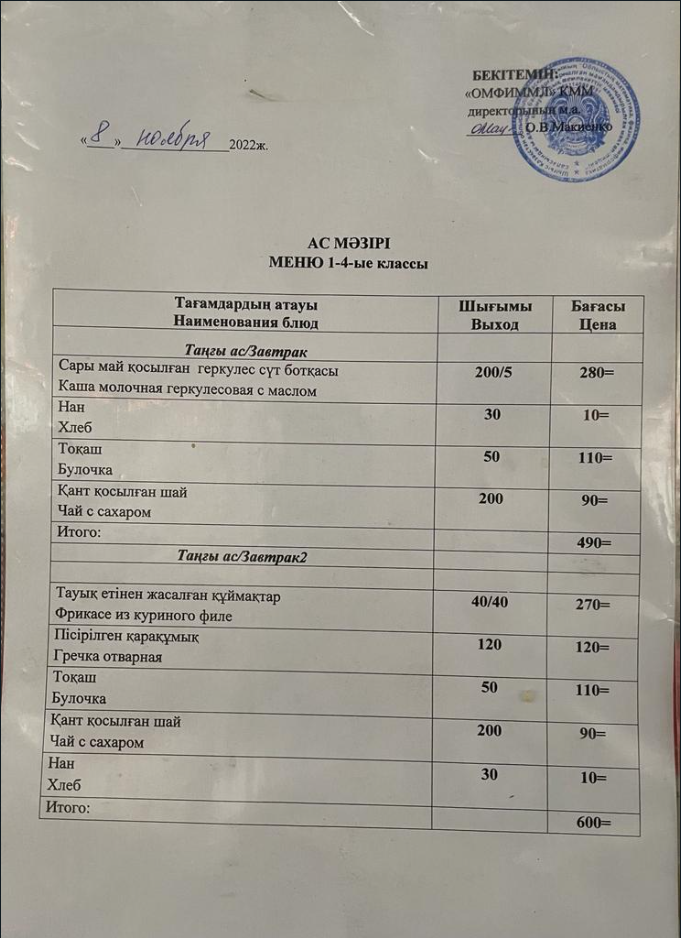 БЕКІТЕМІН:
«ОМФИММЛ» КММ
директорының м.а.
О.В.Макиенко
«8» ноября 2022ж.
АС МӘЗІРІ
МЕНЮ 1-4-ые классы
Тағамдардың атауы Шығымы Бағасы
Наименования блюд Выход Цена
Таңғы ас/Завтрак
Сары май қосылған геркулес сүт ботқасы 200/5 280=
Каша молочная геркулесовая с маслом
Нан 30 10=
Хлеб
Тоқаш 50 110=
Булочка
Қант қосылған шай 200 90=
Чай с сахаром
Итого: 490=
Таңғы ас/Завтрак2
Тауық етінен жасалған құймақтар 40/40 270=
Фрикасе из куриного филе
Пісірілген қарақұмық 120 120=
Гречка отварная
Тоқаш 50 110=
Булочка
Қант қосылған шай 200 90=
Чай с сахаром
Нан 30 10=
Хлеб
Итого: 600=